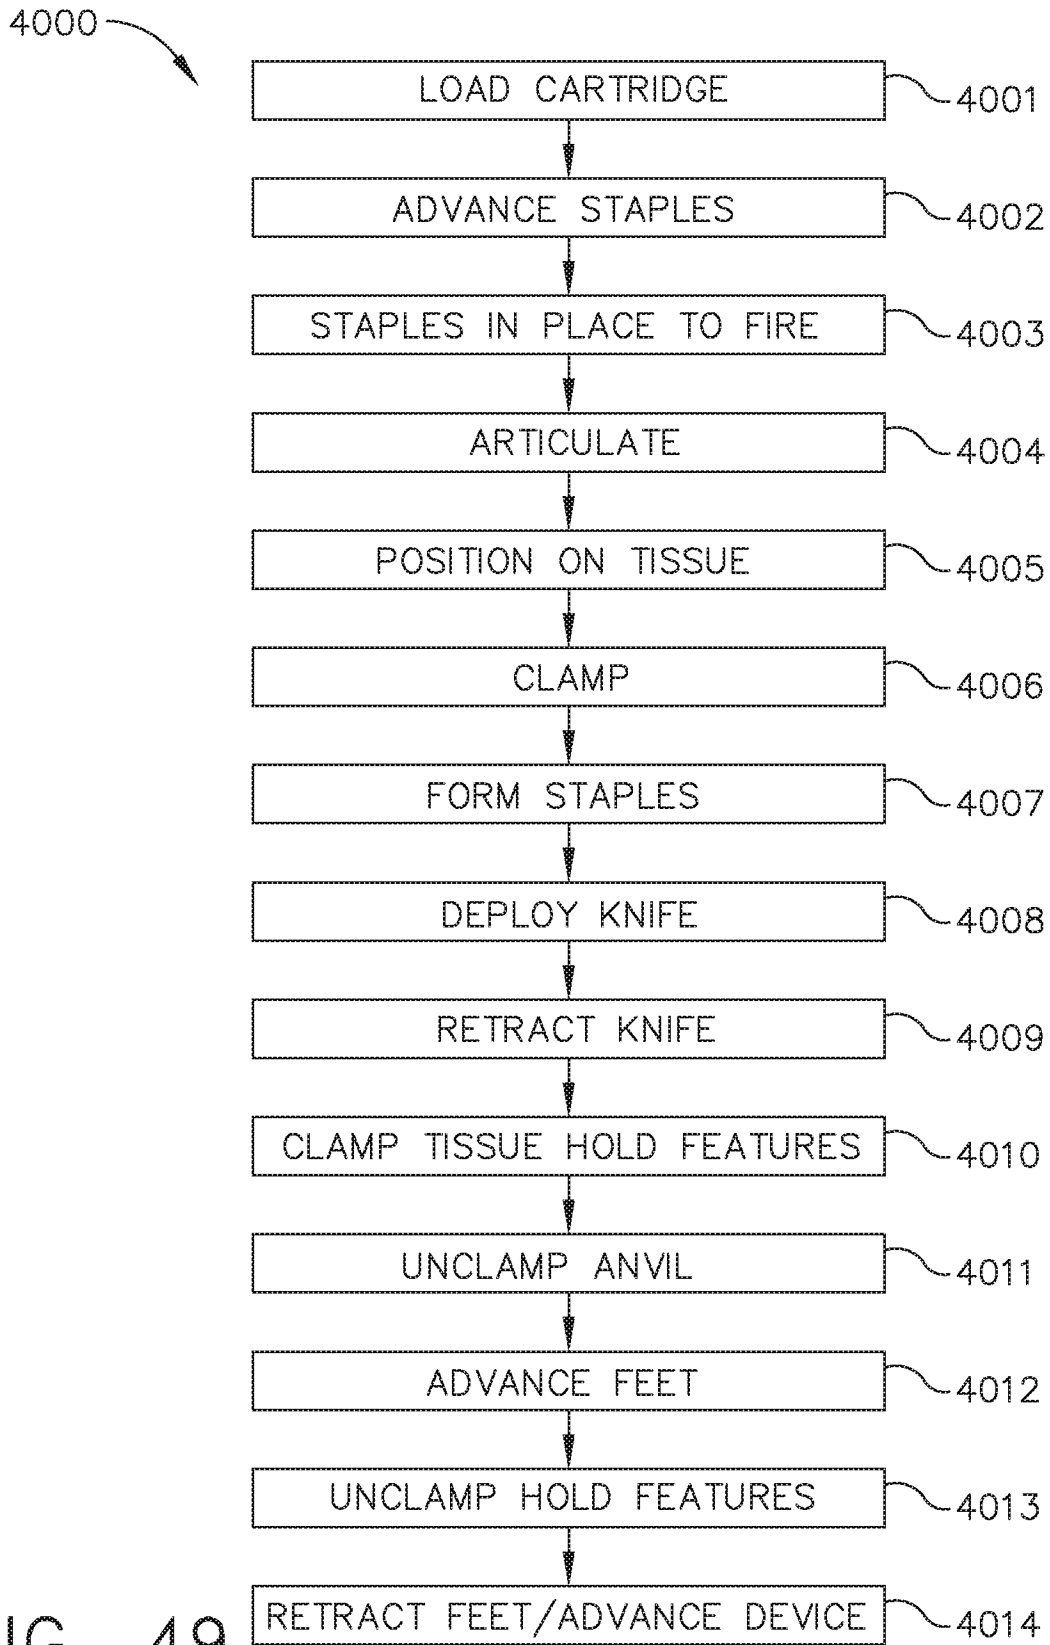 4000
LOAD CARTRIDGE 4001
ADVANCE STAPLES 4002
STAPLES IN PLACE TO FIRE 4003
ARTICULATE 4004
POSITION ON TISSUE 4005
CLAMP 4006
FORM STAPLES 4007
DEPLOY KNIFE 4008
RETRACT KNIFE 4009
CLAMP TISSUE HOLD FEATURES 4010
UNCLAMP ANVIL 4011
ADVANCE FEET 4012
UNCLAMP HOLD FEATURES 4013
RETRACT FEET/ADVANCE DEVICE 4014
IG. 49